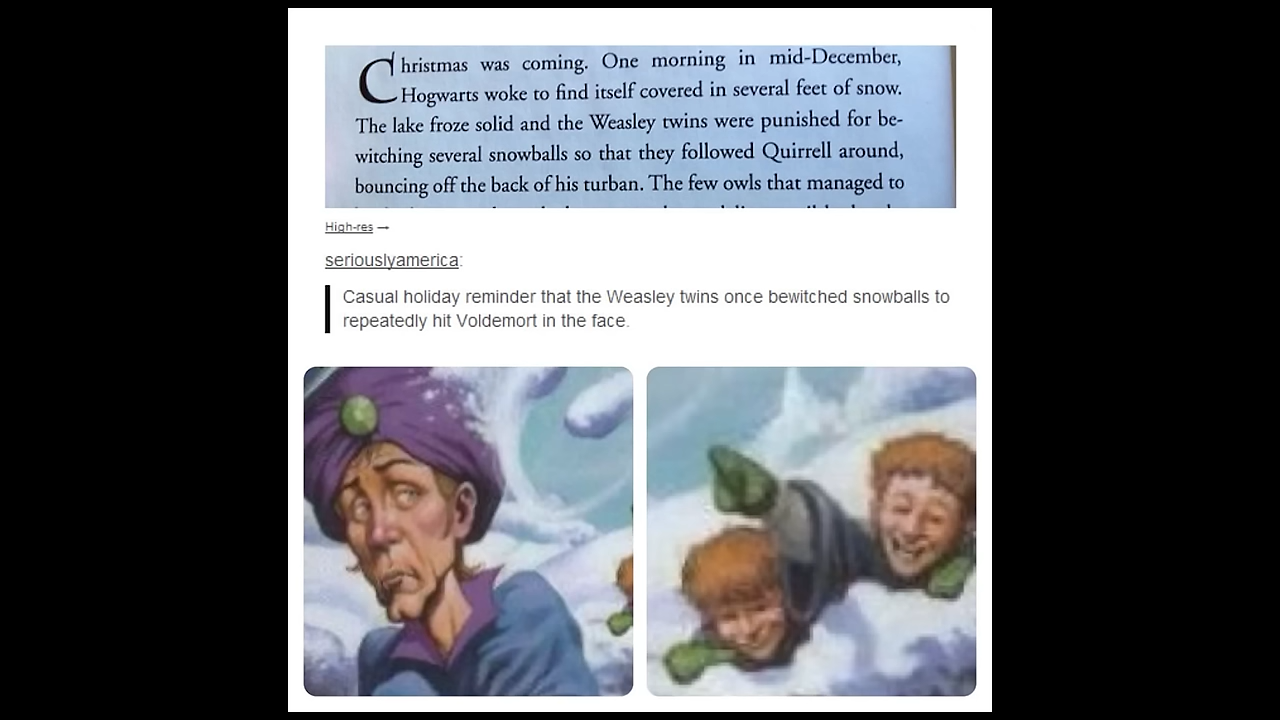 Christmas was coming. One morning in mid-December,
Hogwarts woke to find itself covered in several feet of snow.
The lake froze solid and the Weasley twins were punished for be-
witching several snowballs so that they followed Quirrell around,
bouncing off the back of his turban. The few owls that managed to
High-res →
seriouslyamerica:
Casual holiday reminder that the Weasley twins once bewitched snowballs to
repeatedly hit Voldemort in the face.